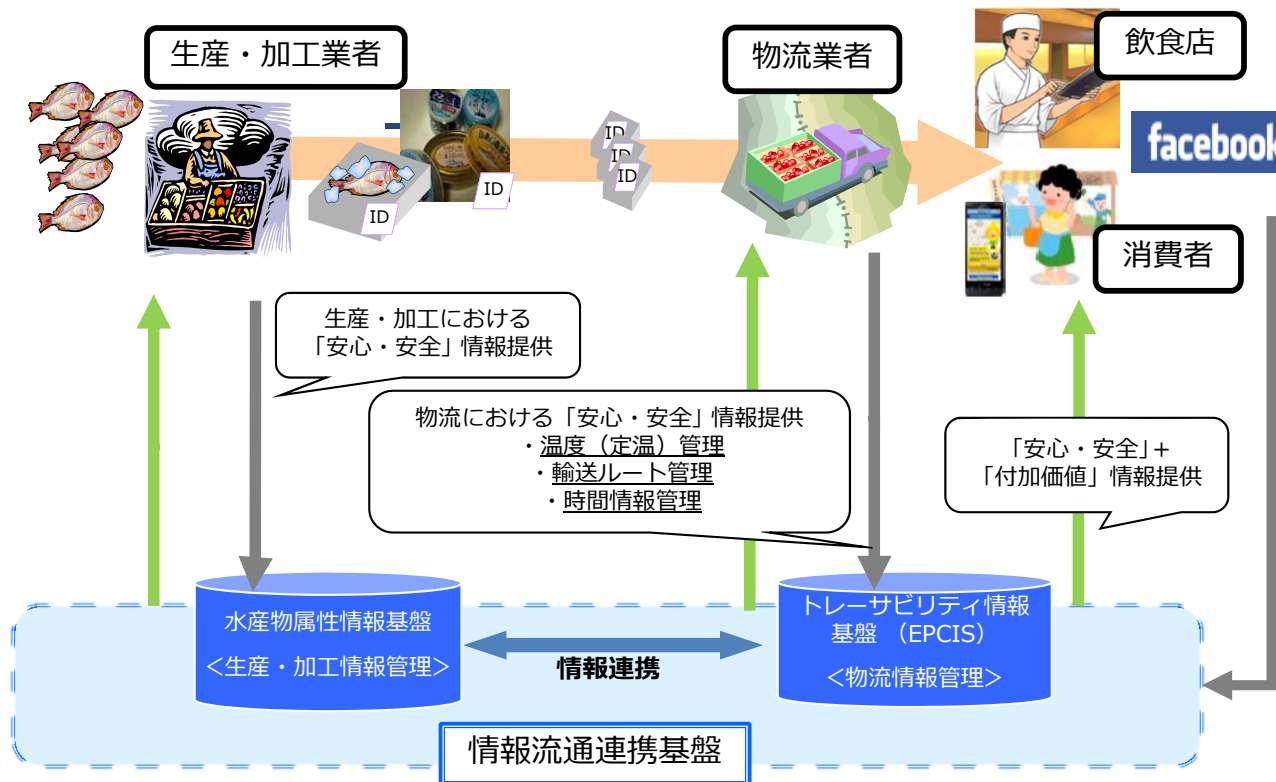 生産・加工業者
物流業者
飲食店
facebook
ID
ID
ID
ID
ID
消費者
生産・加工における
「安心・安全」情報提供
物流における「安心・安全」情報提供
・温度（定温）管理
・輸送ルート管理
・時間情報管理
「安心・安全」+
「付加価値」情報提供
水産物属性情報基盤
＜生産・加工情報管理＞
情報連携
トレーサビリティ情報
基盤 （EPCIS）
＜物流情報管理＞
情報流通連携基盤